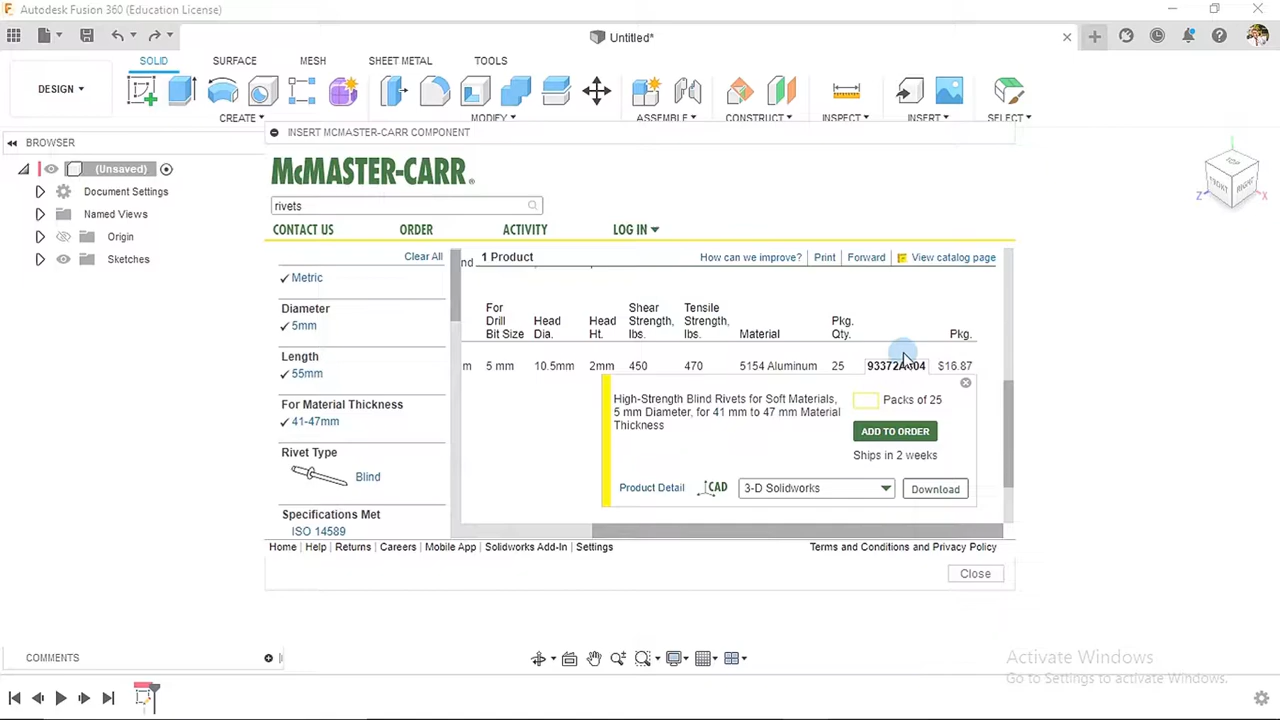 Autodesk Fusion 360 (Education License)
Untitled*
SOLID SURFACE MESH SHEET METAL TOOLS
DESIGN
CREATE MODIFY ASSEMBLE CONSTRUCT INSPECT INSERT SELECT
BROWSER
(Unsaved)
Document Settings
Named Views
Origin
Sketches
INSERT MCMASTER-CARR COMPONENT
McMASTER-CARR®
rivets
CONTACT US ORDER ACTIVITY LOG IN
Clear All
Metric
Diameter
5mm
Length
55mm
For Material Thickness
41-47mm
Rivet Type
Blind
Specifications Met
ISO 14589
1 Product How can we improve? Print Forward View catalog page
For
Drill
Bit Size
Head
Dia.
Head
Ht.
Shear
Strength,
lbs.
Tensile
Strength,
lbs.
Material
Pkg.
Qty.
Pkg.
5 mm 10.5mm 2mm 450 470 5154 Aluminum 25 $16.87
High-Strength Blind Rivets for Soft Materials,
5 mm Diameter, for 41 mm to 47 mm Material
Thickness
Packs of 25
ADD TO ORDER
Ships in 2 weeks
Product Detail CAD 3-D Solidworks Download
Home Help Returns Careers Mobile App Solidworks Add-In Settings Terms and Conditions and Privacy Policy
Close
TOP
FRONT
RIGHT
Z
X
COMMENTS
Activate Windows
Go to Settings to activate Windows.